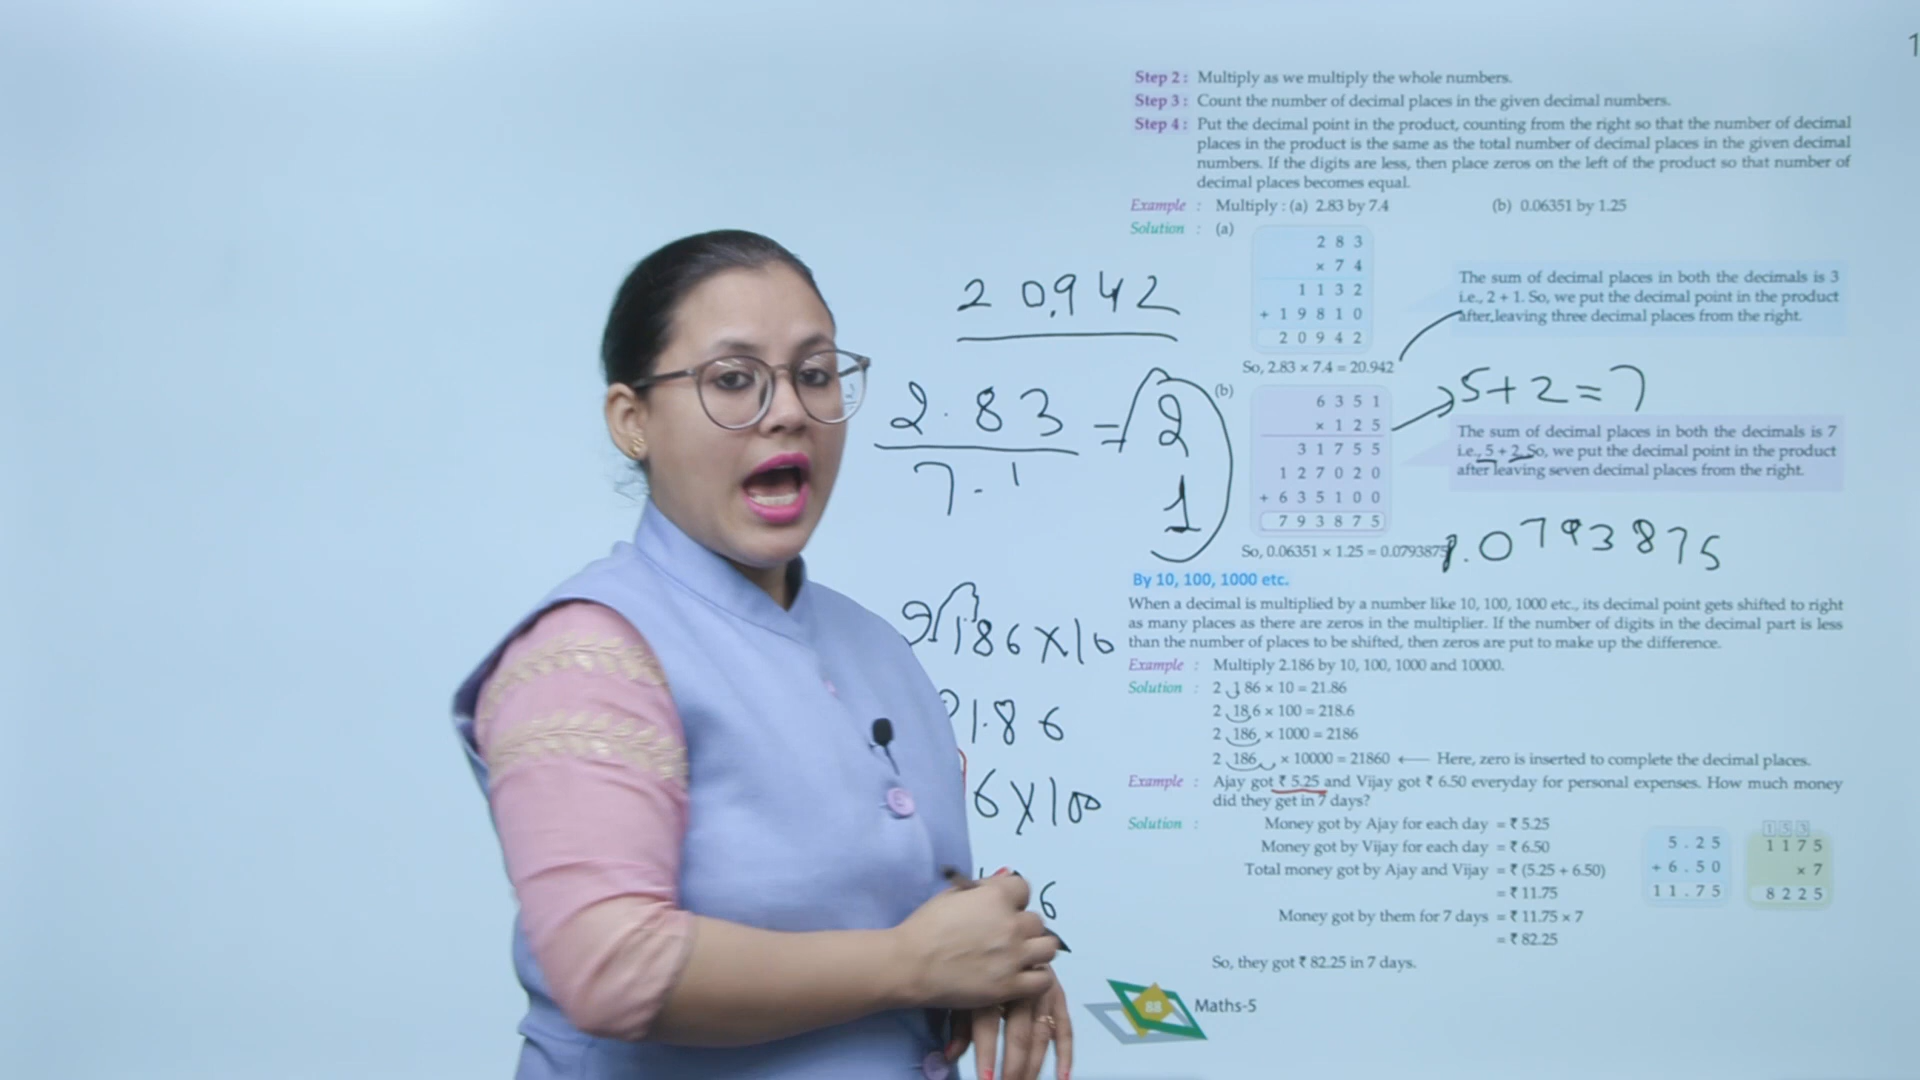 1
Step 2 : Multiply as we multiply the whole numbers.
Step 3 : Count the number of decimal places in the given decimal numbers.
Step 4 : Put the decimal point in the product, counting from the right so that the number of decimal
places in the product is the same as the total number of decimal places in the given decimal
numbers. If the digits are less, then place zeros on the left of the product so that number of
decimal places becomes equal.
Example : Multiply : (a) 2.83 by 7.4 (b) 0.06351 by 1.25
Solution : (a)
2 8 3
× 7 4
1 1 3 2
+ 1 9 8 1 0
2 0 9 4 2
The sum of decimal places in both the decimals is 3
i.e., 2 + 1. So, we put the decimal point in the product
after leaving three decimal places from the right.
So, 2.83 × 7.4 = 20.942
(b)
6 3 5 1
× 1 2 5
3 1 7 5 5
1 2 7 0 2 0
+ 6 3 5 1 0 0
7 9 3 8 7 5
5+2=7
The sum of decimal places in both the decimals is 7
i.e., 5 + 2. So, we put the decimal point in the product
after leaving seven decimal places from the right.
So, 0.06351 × 1.25 = 0.0793875
.0793875
20.942
2.83 = 2
7.1 1
186×10
1.86
6×100
6
By 10, 100, 1000 etc.
When a decimal is multiplied by a number like 10, 100, 1000 etc., its decimal point gets shifted to right
as many places as there are zeros in the multiplier. If the number of digits in the decimal part is less
than the number of places to be shifted, then zeros are put to make up the difference.
Example : Multiply 2.186 by 10, 100, 1000 and 10000.
Solution : 2 1 86 × 10 = 21.86
2 18 6 × 100 = 218.6
2 186 × 1000 = 2186
2 186 × 10000 = 21860 ← Here, zero is inserted to complete the decimal places.
Example : Ajay got ₹ 5.25 and Vijay got ₹ 6.50 everyday for personal expenses. How much money
did they get in 7 days?
Solution : Money got by Ajay for each day = ₹ 5.25
Money got by Vijay for each day = ₹ 6.50
Total money got by Ajay and Vijay = ₹ (5.25 + 6.50)
= ₹ 11.75
Money got by them for 7 days = ₹ 11.75 × 7
= ₹ 82.25
5 . 2 5
+ 6 . 5 0
1 1 . 7 5
1 5 3
1 1 7 5
× 7
8 2 2 5
So, they got ₹ 82.25 in 7 days.
88 Maths-5